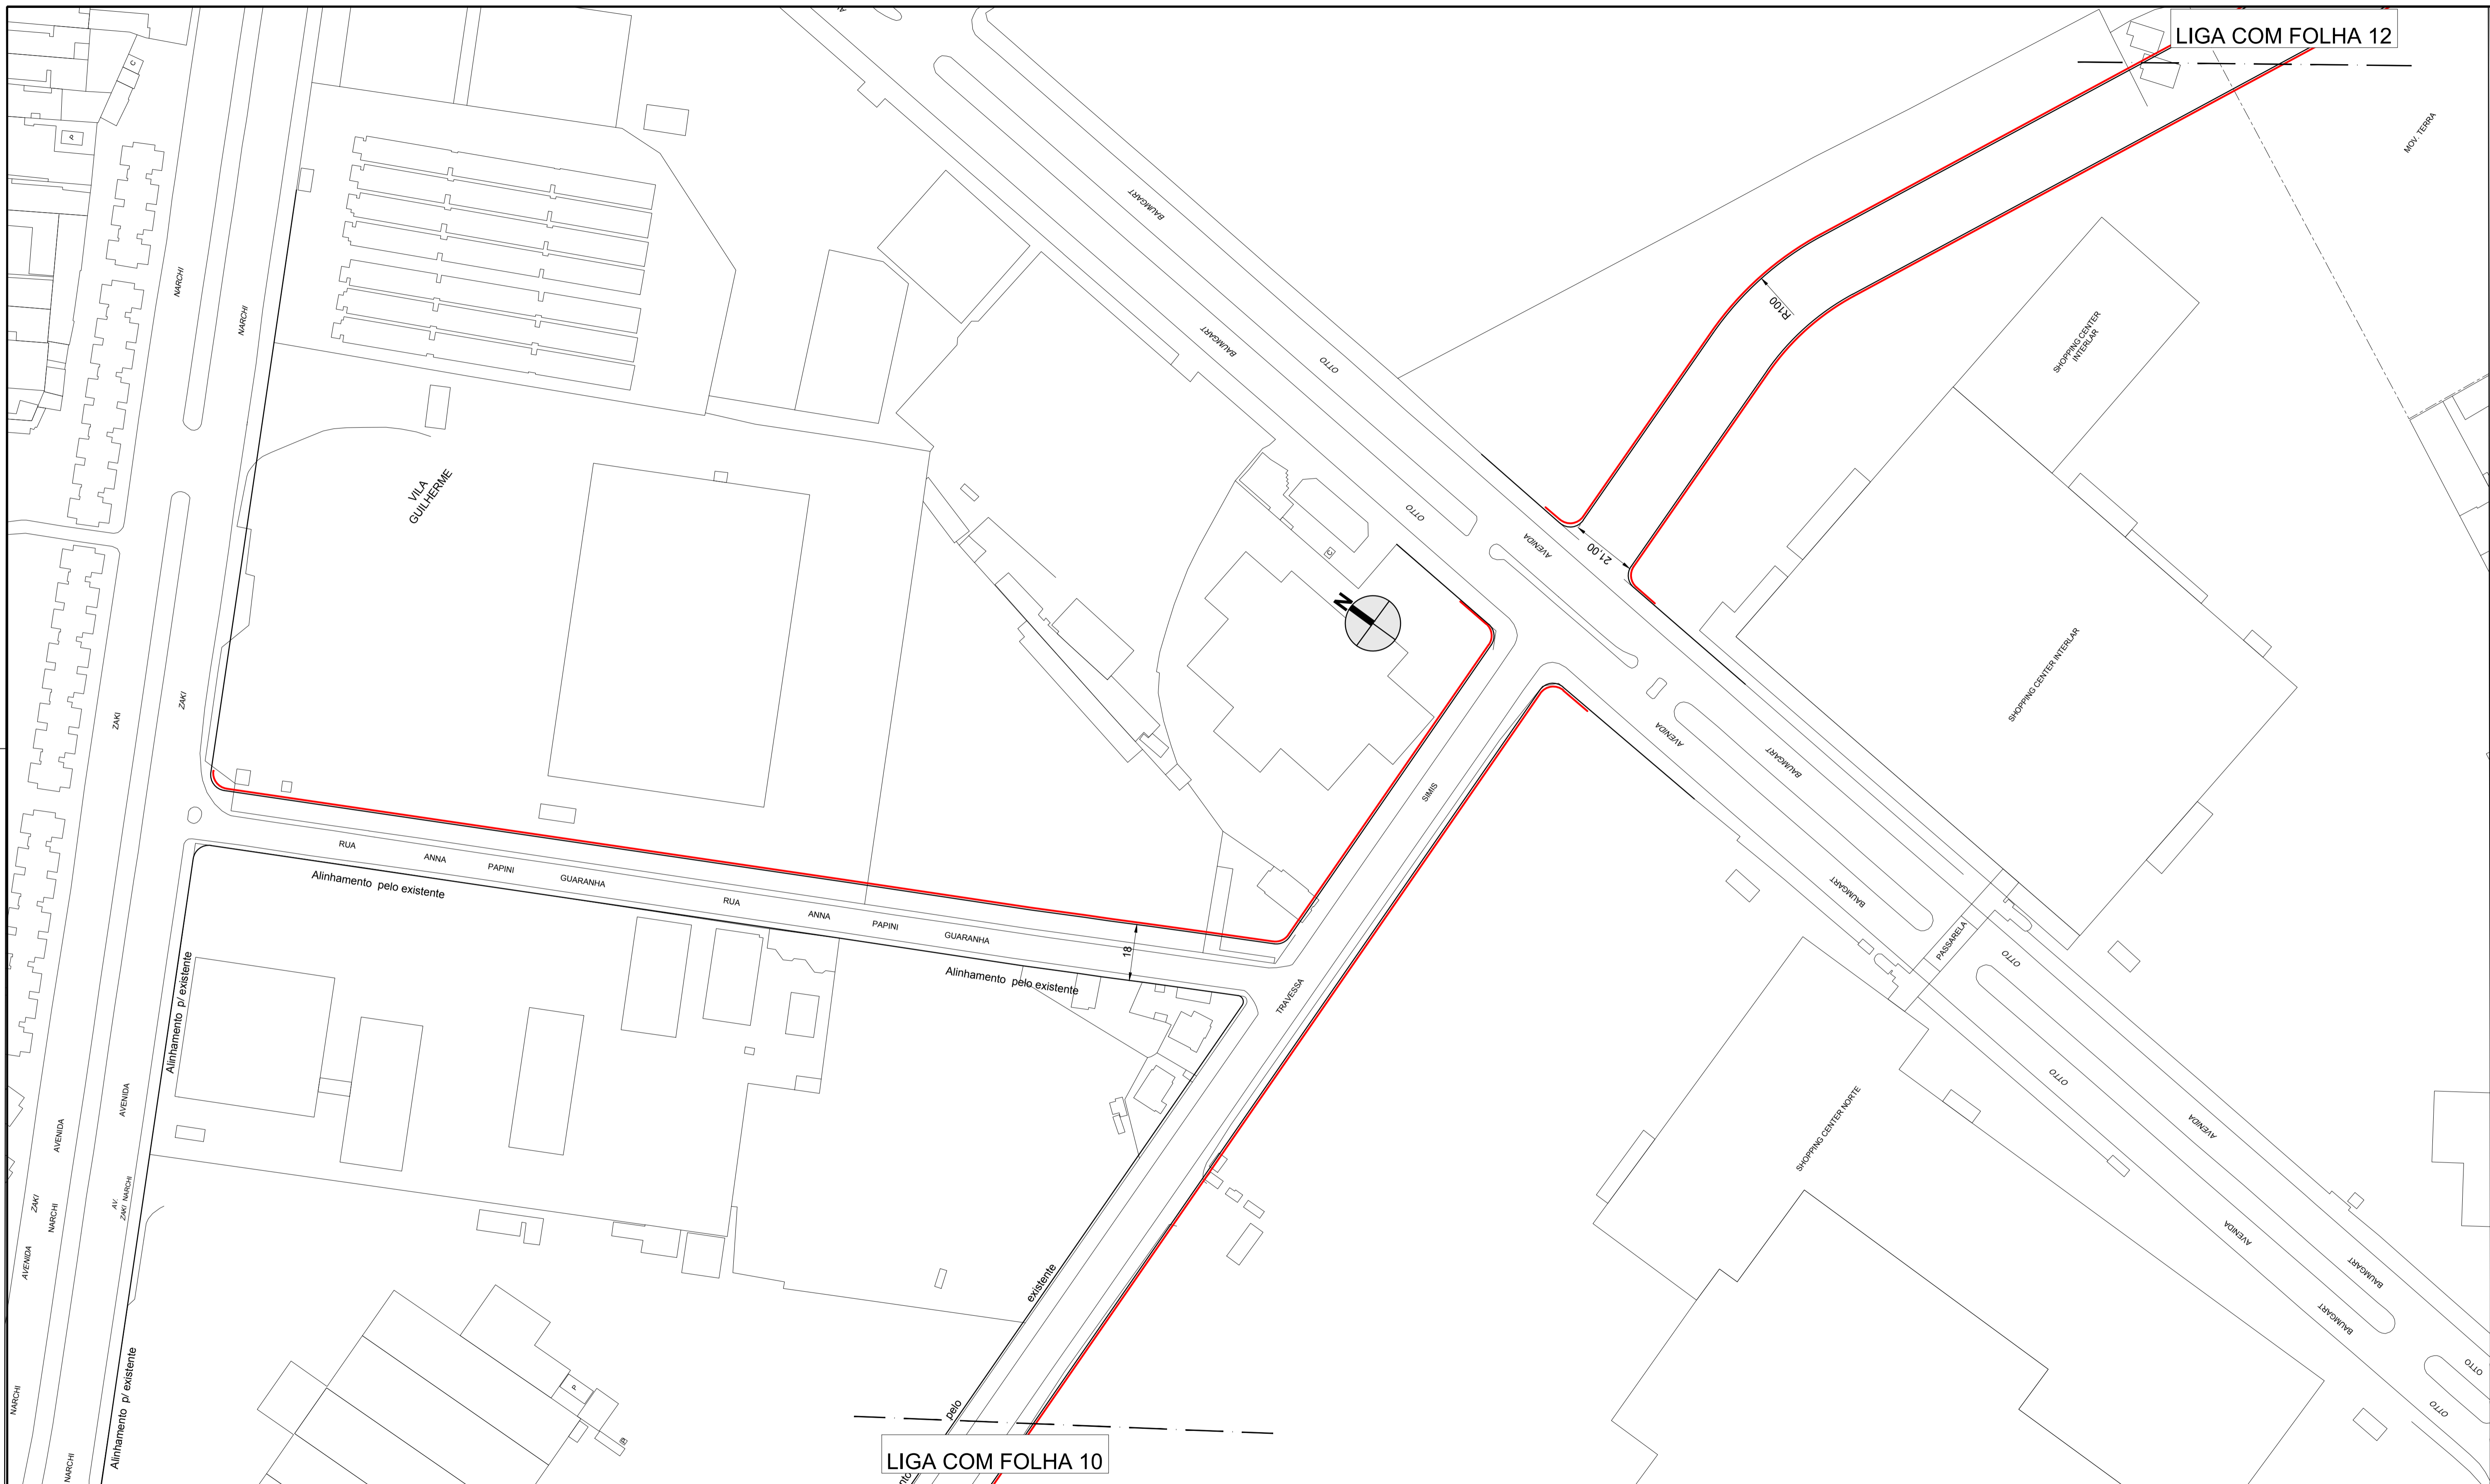 LIGA COM FOLHA 12
MOV. TERRA
C
P
NARCHI
NARCHI
BAUMGART
BAUMGART
OTTO
R100
SHOPPING CENTER
INTERLAR
VILA
GUILHERME
OTTO
AVENIDA
21.00
N
SHOPPING CENTER INTERLAR
ZAKI
ZAKI
AVENIDA
BAUMGART
SIMIS
RUA
ANNA
PAPINI
GUARANHA
Alinhamento pelo existente
RUA
ANNA
PAPINI
GUARANHA
18
Alinhamento pelo existente
BAUMGART
PASSARELA
OTTO
TRAVESSA
Alinhamento p/ existente
AVENIDA
AVENIDA
OTTO
SHOPPING CENTER NORTE
AVENIDA
AV.
ZAKI NARCHI
ZAKI
NARCHI
AVENIDA
AVENIDA
existente
BAUMGART
BAUMGART
OTTO
OTTO
NARCHI
NARCHI
Alinhamento p/ existente
P
pelo
LIGA COM FOLHA 10